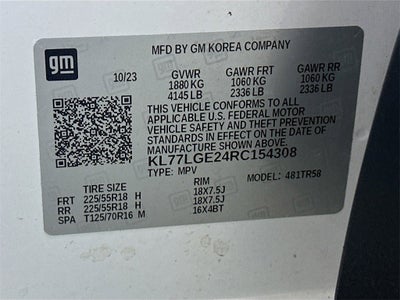 gm
MFD BY GM KOREA COMPANY
10/23 GVWR GAWR FRT GAWR RR
1880 KG 1060 KG 1060 KG
4145 LB 2336 LB 2336 LB
THIS VEHICLE CONFORMS TO ALL
APPLICABLE U.S. FEDERAL MOTOR
VEHICLE SAFETY AND THEFT PREVENTION
STANDARDS IN EFFECT ON THE DATE OF
MANUFACTURE SHOWN ABOVE.
KL77LGE24RC154308
TYPE: MPV MODEL: 481TR58
TIRE SIZE RIM
FRT 225/55R18 H 18X7.5J
RR 225/55R18 H 18X7.5J
SPA T125/70R16 M 16X4BT